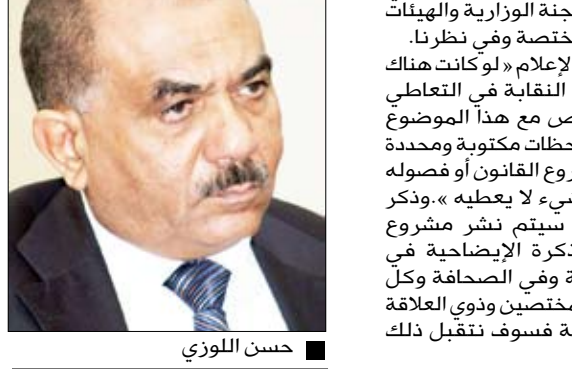 جنة الوزارية والهيئات
ختصة وفي نظرنا.
لإعلام « لو كانت هناك
النقابة في التعاطي
ص مع هذا الموضوع
حظات مكتوبة ومحددة
روع القانون أو فصوله
شيء لا يعطيه ».وذكر
سيتم نشر مشروع
ذكرة الإيضاحية في
ة وفي الصحافة وكل
مختصين وذوي العلاقة
ة فسوف نتقبل ذلك
حسن اللوزي